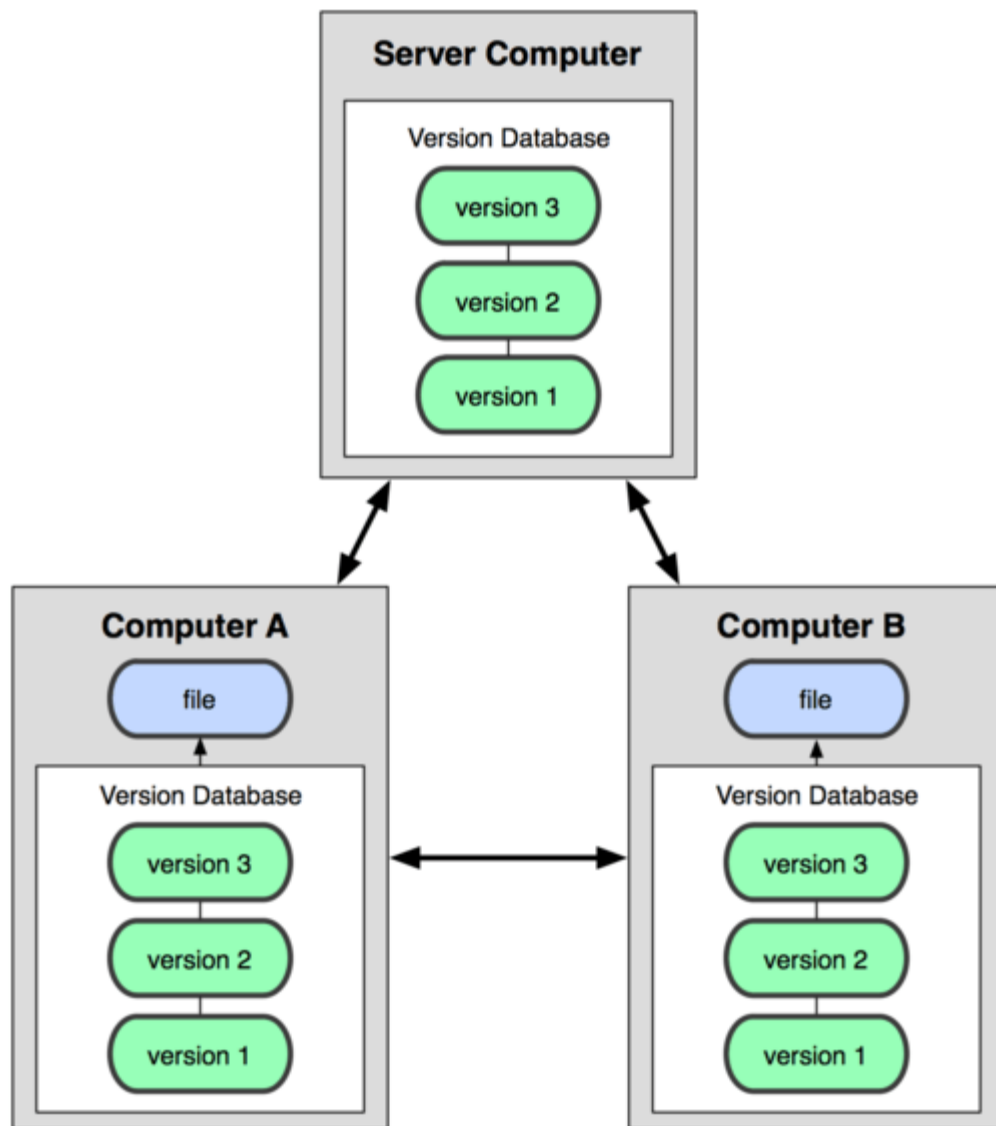 Server Computer
Version Database
version 3
version 2
version 1
Computer A
file
Version Database
version 3
version 2
version 1
Computer B
file
Version Database
version 3
version 2
version 1